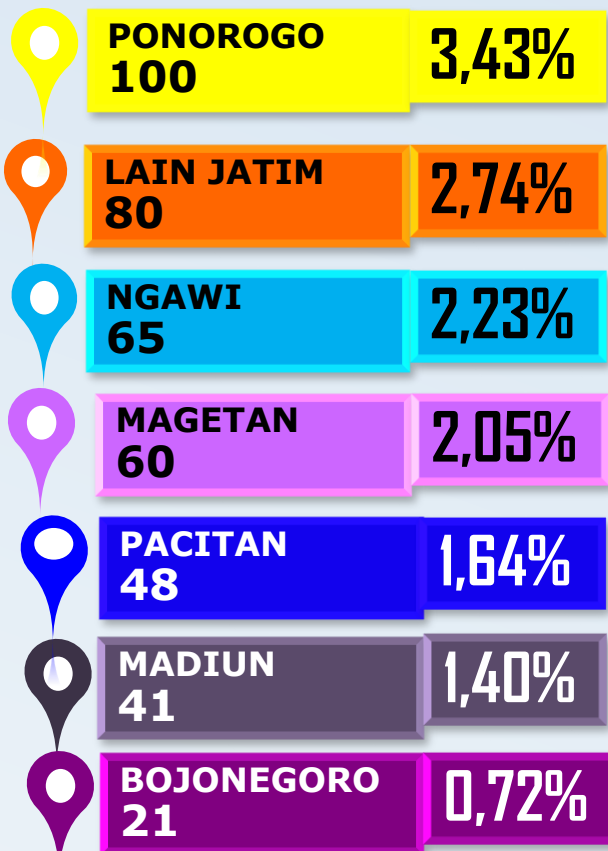 PONOROGO
100
3,43%
LAIN JATIM
80
2,74%
NGAWI
65
2,23%
MAGETAN
60
2,05%
PACITAN
48
1,64%
MADIUN
41
1,40%
BOJONEGORO
21
0,72%